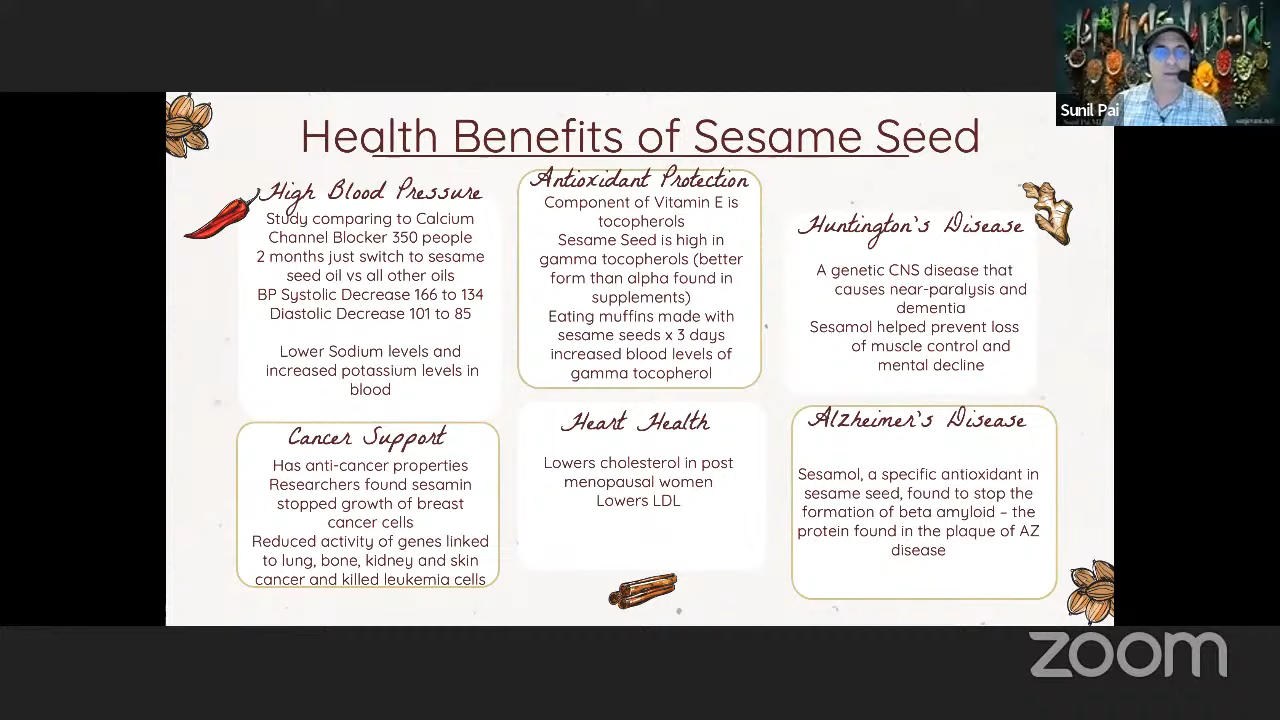 Sunil Pai
Health Benefits of Sesame Seed
High Blood Pressure
Study comparing to Calcium
Channel Blocker 350 people
2 months just switch to sesame
seed oil vs all other oils
BP Systolic Decrease 166 to 134
Diastolic Decrease 101 to 85
Lower Sodium levels and
increased potassium levels in
blood
Antioxidant Protection
Component of Vitamin E is
tocopherols
Sesame Seed is high in
gamma tocopherols (better
form than alpha found in
supplements)
Eating muffins made with
sesame seeds x 3 days
increased blood levels of
gamma tocopherol
Huntington's Disease
A genetic CNS disease that
causes near-paralysis and
dementia
Sesamol helped prevent loss
of muscle control and
mental decline
Cancer Support
Has anti-cancer properties
Researchers found sesamin
stopped growth of breast
cancer cells
Reduced activity of genes linked
to lung, bone, kidney and skin
cancer and killed leukemia cells
Heart Health
Lowers cholesterol in post
menopausal women
Lowers LDL
Alzheimer's Disease
Sesamol, a specific antioxidant in
sesame seed, found to stop the
formation of beta amyloid – the
protein found in the plaque of AZ
disease
zoom